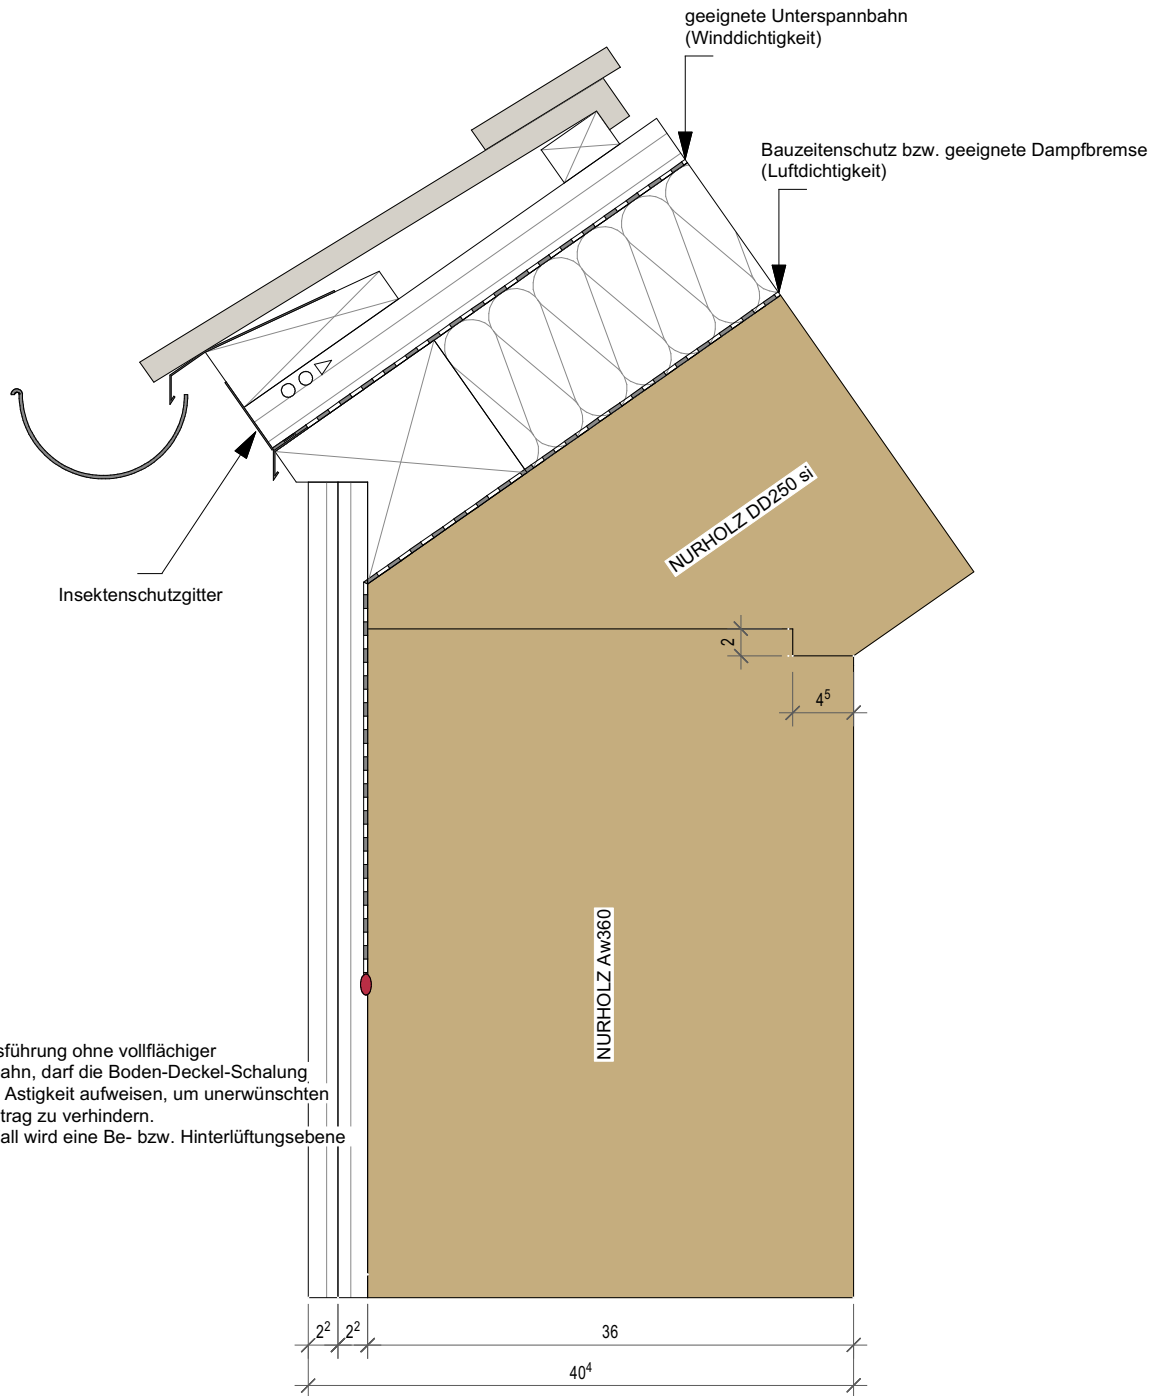 geeignete Unterspannbahn
(Winddichtigkeit)
Bauzeitenschutz bzw. geeignete Dampfbremse
(Luftdichtigkeit)
NURHOLZ DD250 si
Insektenschutzgitter
2
4⁵
NURHOLZ Aw360
sführung ohne vollflächiger
ahn, darf die Boden-Deckel-Schalung
Astigkeit aufweisen, um unerwünschten
trag zu verhindern.
all wird eine Be- bzw. Hinterlüftungsebene
2² 2² 36
40⁴